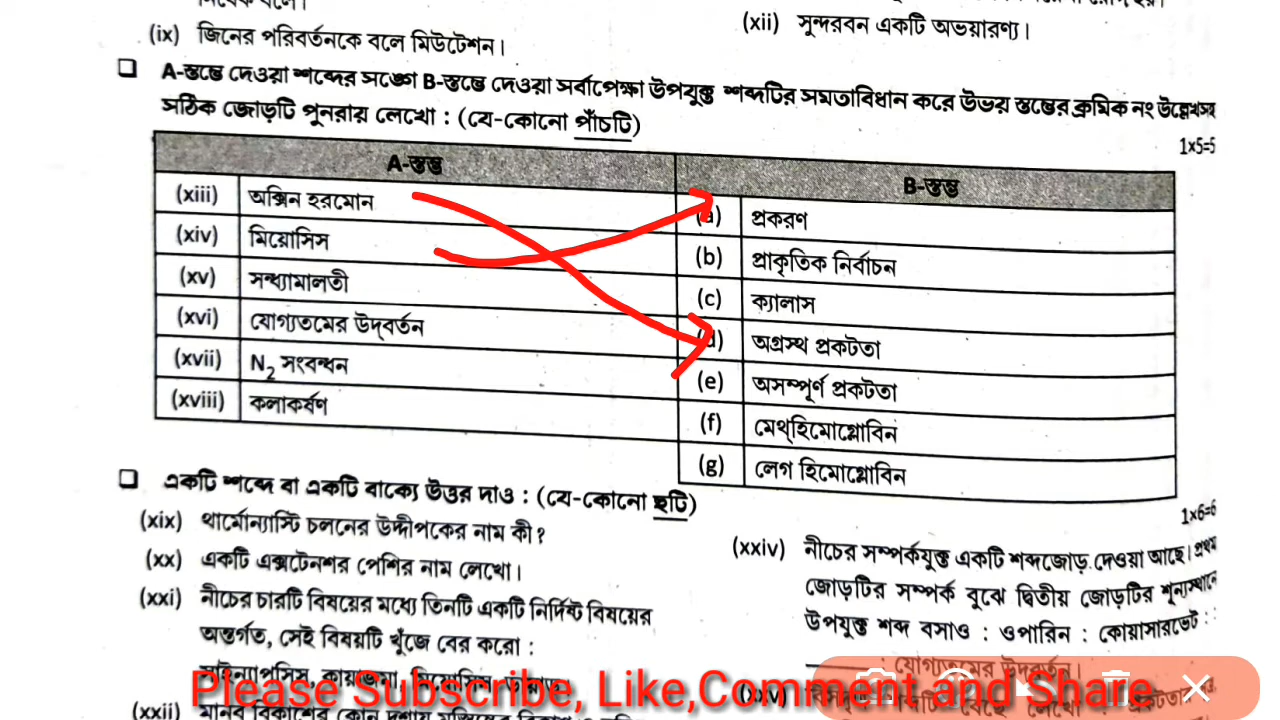 (ix) জিনের পরিবর্তনকে বলে মিউটেশন।
(xii) সুন্দরবন একটি অভয়ারণ্য।
A-স্তম্ভে দেওয়া শব্দের সঙ্গে B-স্তম্ভে দেওয়া সর্বাপেক্ষা উপযুক্ত শব্দটির সমতাবিধান করে উভয় স্তম্ভের ক্রমিক নং উল্লেখসহ
সঠিক জোড়টি পুনরায় লেখো : (যে-কোনো পাঁচটি)
1x5=5
A-স্তম্ভ
B-স্তম্ভ
(xiii) অক্সিন হরমোন
(a) প্রকরণ
(xiv) মিয়োসিস
(b) প্রাকৃতিক নির্বাচন
(xv) সন্ধ্যামালতী
(c) ক্যালাস
(xvi) যোগ্যতমের উদ্‌বর্তন
(d) অগ্রস্থ প্রকটতা
(xvii) N₂ সংবন্ধন
(e) অসম্পূর্ণ প্রকটতা
(xviii) কলাকর্ষণ
(f) মেথ্‌হিমোগ্লোবিন
(g) লেগ হিমোগ্লোবিন
একটি শব্দে বা একটি বাক্যে উত্তর দাও : (যে-কোনো ছটি)
1x6=6
(xix) থার্মোন্যাস্টি চলনের উদ্দীপকের নাম কী?
(xx) একটি এক্সটেনশর পেশির নাম লেখো।
(xxi) নীচের চারটি বিষয়ের মধ্যে তিনটি একটি নির্দিষ্ট বিষয়ের
অন্তর্গত, সেই বিষয়টি খুঁজে বের করো :
(xxiv) নীচের সম্পর্কযুক্ত একটি শব্দজোড় দেওয়া আছে। প্রথম
জোড়টির সম্পর্ক বুঝে দ্বিতীয় জোড়টির শূন্যস্থানে
উপযুক্ত শব্দ বসাও : ওপারিন : কোয়াসারভেট : :
: যোগ্যতমের উদ্‌বর্তন।
Please Subscribe, Like,Comment and Share
(xxii)